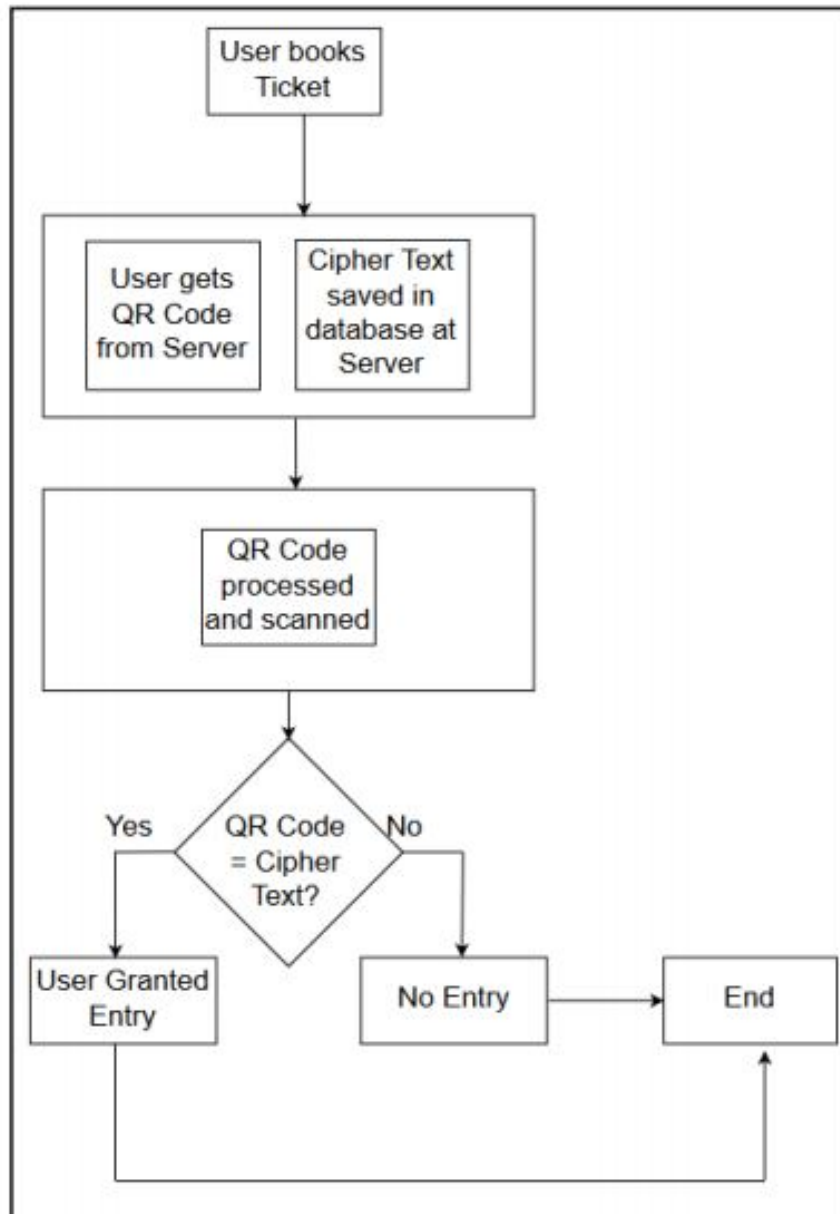 User books
Ticket
User gets
QR Code
from Server
Cipher Text
saved in
database at
Server
QR Code
processed
and scanned
Yes
QR Code
= Cipher
Text?
No
User Granted
Entry
No Entry
End